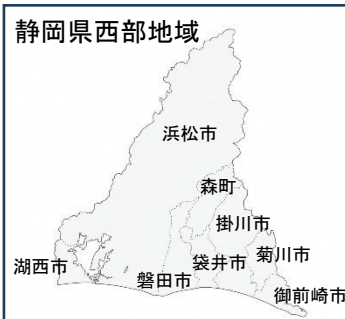 静岡県西部地域
浜松市
森町
掛川市
菊川市
袋井市
湖西市
磐田市
御前崎市